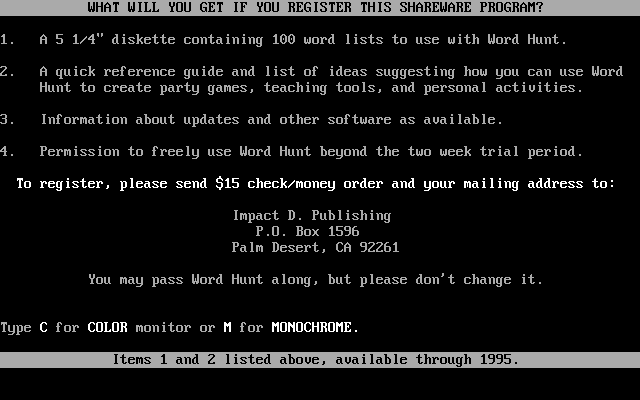 WHAT WILL YOU GET IF YOU REGISTER THIS SHAREWARE PROGRAM?
1. A 5 1/4" diskette containing 100 word lists to use with Word Hunt.
2. A quick reference guide and list of ideas suggesting how you can use Word
Hunt to create party games, teaching tools, and personal activities.
3. Information about updates and other software as available.
4. Permission to freely use Word Hunt beyond the two week trial period.
To register, please send $15 check/money order and your mailing address to:
Impact D. Publishing
P.O. Box 1596
Palm Desert, CA 92261
You may pass Word Hunt along, but please don't change it.
Type C for COLOR monitor or M for MONOCHROME.
Items 1 and 2 listed above, available through 1995.